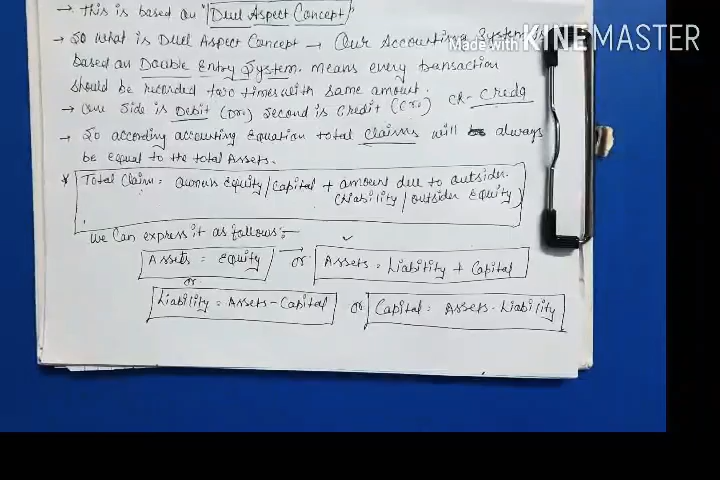 → This is based on "Duel Aspect Concept"
→ So what is Duel Aspect Concept → Our Accounting System is
Made with KINEMASTER
based on Double Entry System. Means every transaction
should be recorded two times with same amount.
→ One Side is Debit (Dr.) Second is Credit (Cr.) CR - Credq
→ So according accounting Equation total claims will always
be equal to the total Assets.
* Total Claim = Owners Equity/Capital + amount due to outsider.
(Liability / outsider Equity)
We Can express it as follows:-
Assets = Equity or Assets = Liability + Capital
or
Liability = Assets - Capital or Capital = Assets - Liability